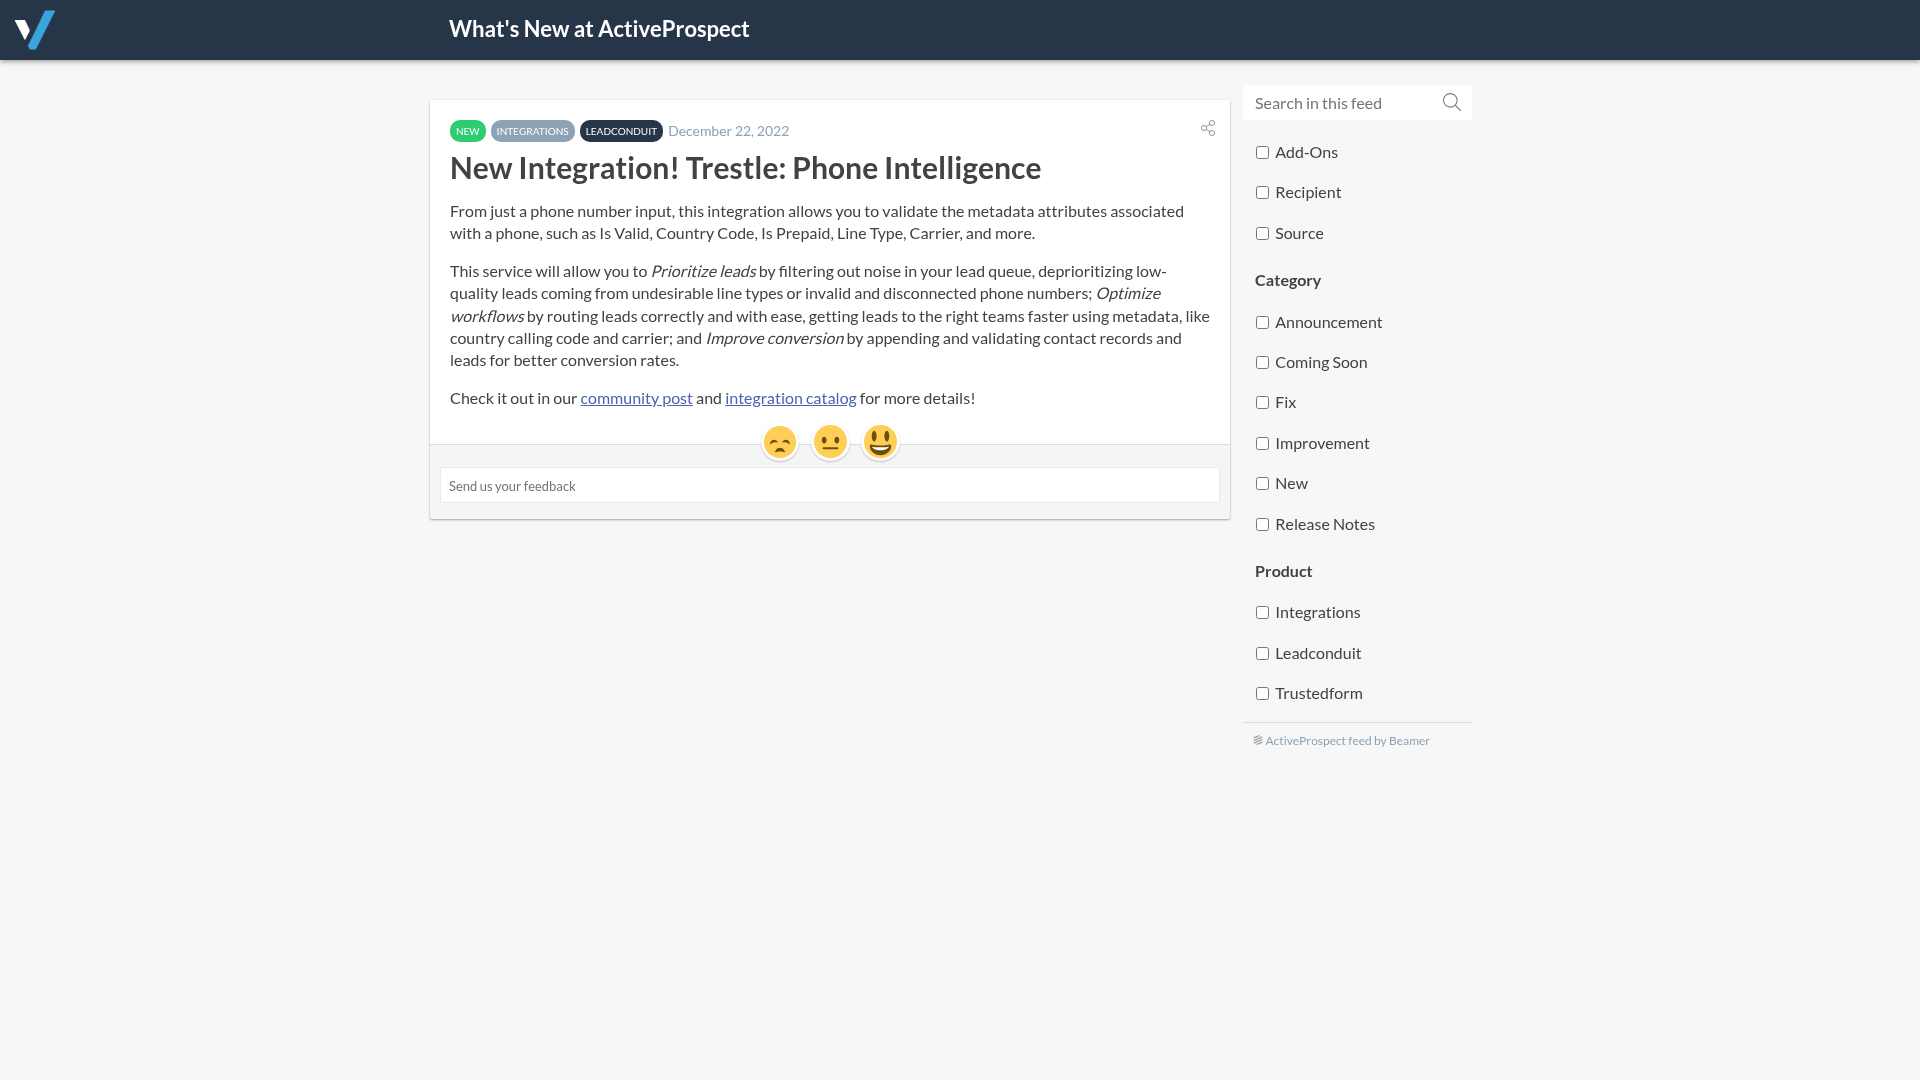 What's New at ActiveProspect
NEW INTEGRATIONS LEADCONDUIT December 22, 2022
New Integration! Trestle: Phone Intelligence
From just a phone number input, this integration allows you to validate the metadata attributes associated
with a phone, such as Is Valid, Country Code, Is Prepaid, Line Type, Carrier, and more.
This service will allow you to Prioritize leads by filtering out noise in your lead queue, deprioritizing low-
quality leads coming from undesirable line types or invalid and disconnected phone numbers; Optimize
workflows by routing leads correctly and with ease, getting leads to the right teams faster using metadata, like
country calling code and carrier; and Improve conversion by appending and validating contact records and
leads for better conversion rates.
Check it out in our community post and integration catalog for more details!
Send us your feedback
Search in this feed
Add-Ons
Recipient
Source
Category
Announcement
Coming Soon
Fix
Improvement
New
Release Notes
Product
Integrations
Leadconduit
Trustedform
ActiveProspect feed by Beamer